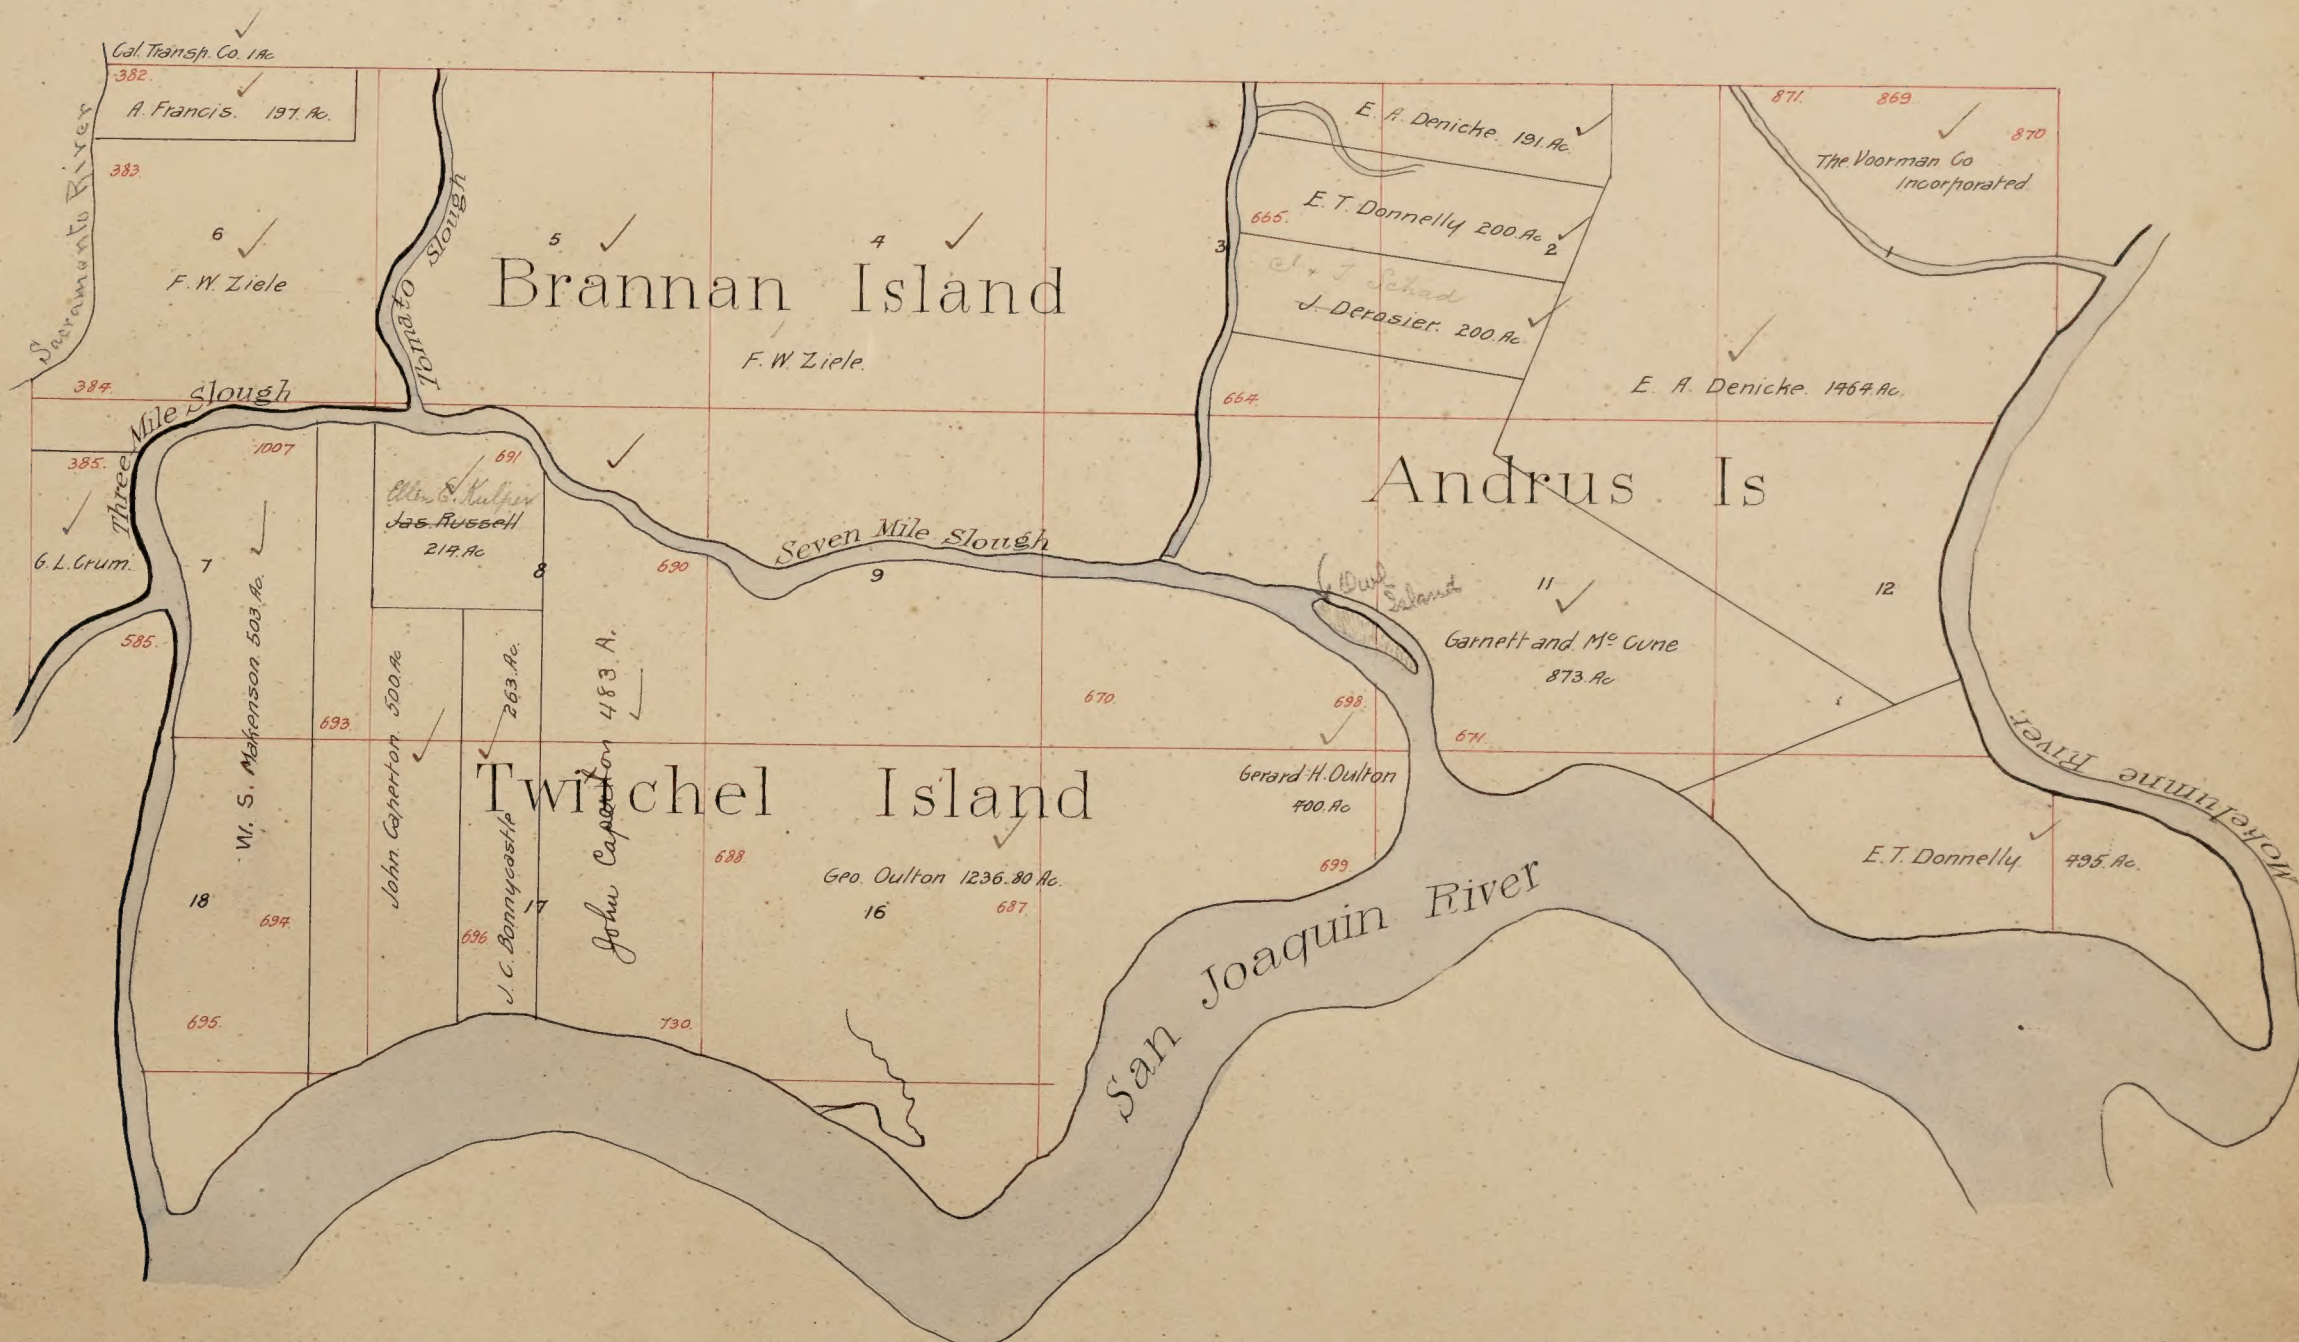 Cal. Transp. Co. 1 Ac
382.
A. Francis. 197. Ac.
Sacramento River
383.
6
F. W. Ziele
384.
Tomato Slough
5
4
Brannan Island
F. W. Ziele.
3
E. A. Denicke. 191. Ac.
665.
E. T. Donnelly 200. Ac.
2
J. & J. Schad
J. Derosier. 200. Ac.
664.
871.
869.
870
The Voorman Co
Incorporated.
1
E. A. Denicke. 1464. Ac.
Andrus Is
Three Mile Slough
385.
G. L. Crum.
585.
1007
7
W. S. Makenson. 503. Ac.
Ellen E. Kulper
Jas. Russell
214. Ac
691
8
690
Seven Mile Slough
9
Owl
Island
11
Garnett and Mc Cune
873. Ac
12
693.
John. Caperton. 500. Ac
J. C. Bonnycastle 263. Ac.
John Caperton 483 A.
670.
698.
671.
Twitchel Island
Gerard H. Oulton
400. Ac
688
Geo. Oulton 1236.80 Ac.
699.
18
694.
696.
17
16
687.
695.
730.
San Joaquin River
Mokelumne River.
E. T. Donnelly. 495. Ac.